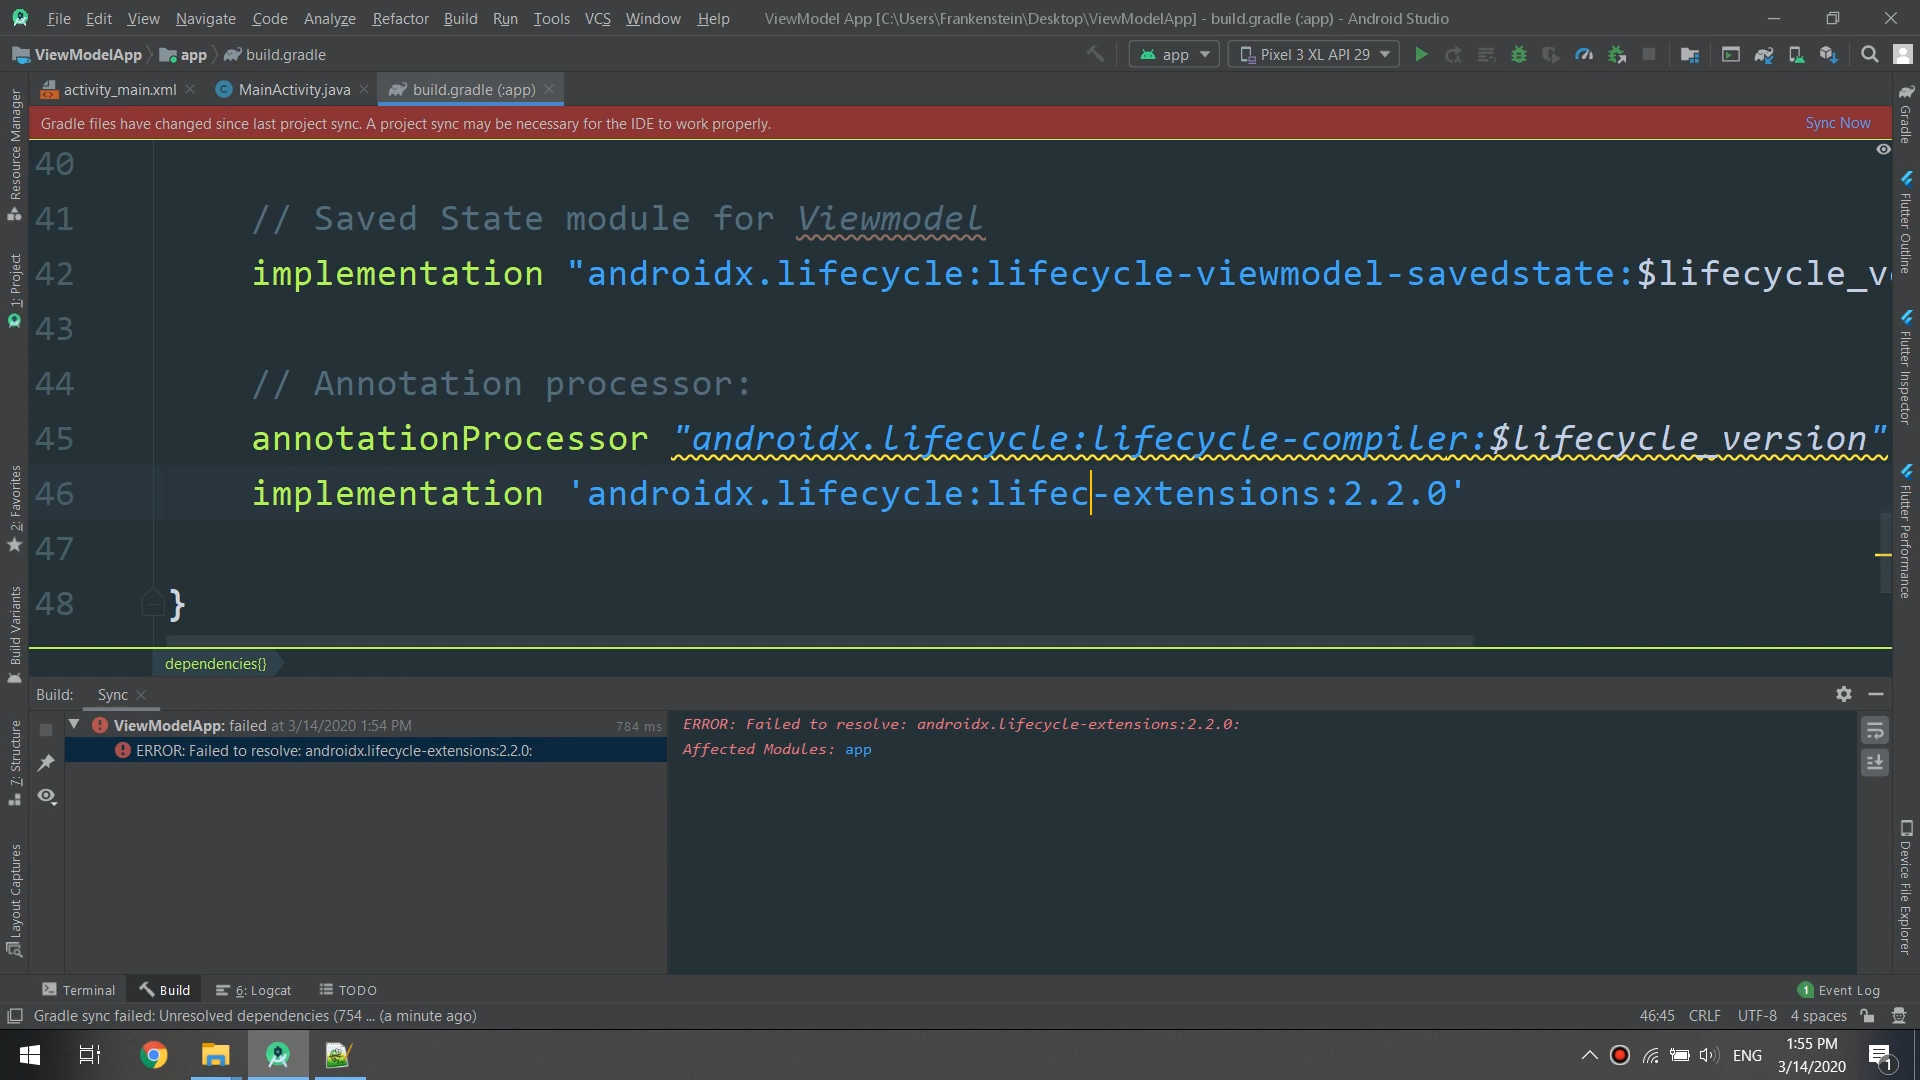 File Edit View Navigate Code Analyze Refactor Build Run Tools VCS Window Help ViewModel App [C:\Users\Frankenstein\Desktop\ViewModelApp] - build.gradle (:app) - Android Studio
ViewModelApp app build.gradle app Pixel 3 XL API 29
activity_main.xml MainActivity.java build.gradle (:app)
Gradle files have changed since last project sync. A project sync may be necessary for the IDE to work properly. Sync Now
40
41 // Saved State module for Viewmodel
42 implementation "androidx.lifecycle:lifecycle-viewmodel-savedstate:$lifecycle_v
43
44 // Annotation processor:
45 annotationProcessor "androidx.lifecycle:lifecycle-compiler:$lifecycle_version"
46 implementation 'androidx.lifecycle:lifec-extensions:2.2.0'
47
48 }
dependencies{}
Build: Sync
ViewModelApp: failed at 3/14/2020 1:54 PM 784 ms
ERROR: Failed to resolve: androidx.lifecycle-extensions:2.2.0:
ERROR: Failed to resolve: androidx.lifecycle-extensions:2.2.0:
Affected Modules: app
Resource Manager
1: Project
2: Favorites
Build Variants
7: Structure
Layout Captures
Gradle
Flutter Outline
Flutter Inspector
Flutter Performance
Device File Explorer
Terminal Build 6: Logcat TODO 1 Event Log
Gradle sync failed: Unresolved dependencies (754 ... (a minute ago) 46:45 CRLF UTF-8 4 spaces
ENG 1:55 PM
3/14/2020 1